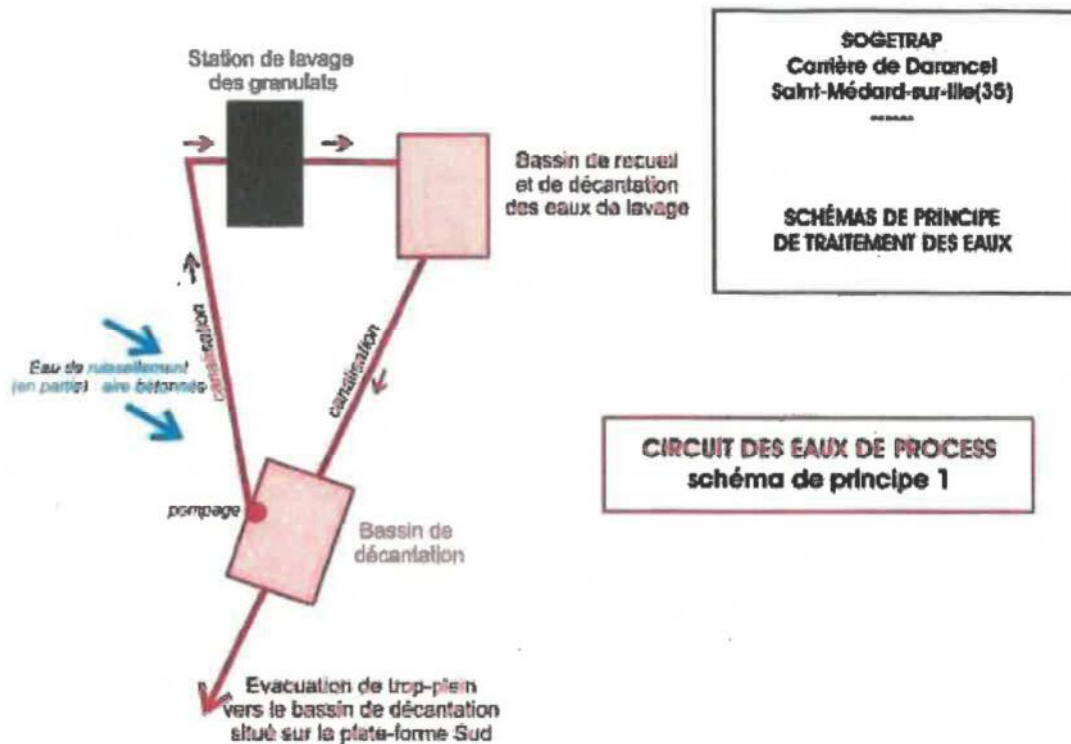 Station de lavage
des granulats
SOGETRAP
Carrière de Darancel
Saint-Médard-sur-Ille(35)
-----
SCHÉMAS DE PRINCIPE
DE TRAITEMENT DES EAUX
Bassin de recueil
et de décantation
des eaux de lavage
canalisation
canalisation
Eau de ruissellement
(en partie) aire bétonnée
CIRCUIT DES EAUX DE PROCESS
schéma de principe 1
pompage
Bassin de
décantation
Evacuation de trop-plein
vers le bassin de décantation
situé sur la plate-forme Sud